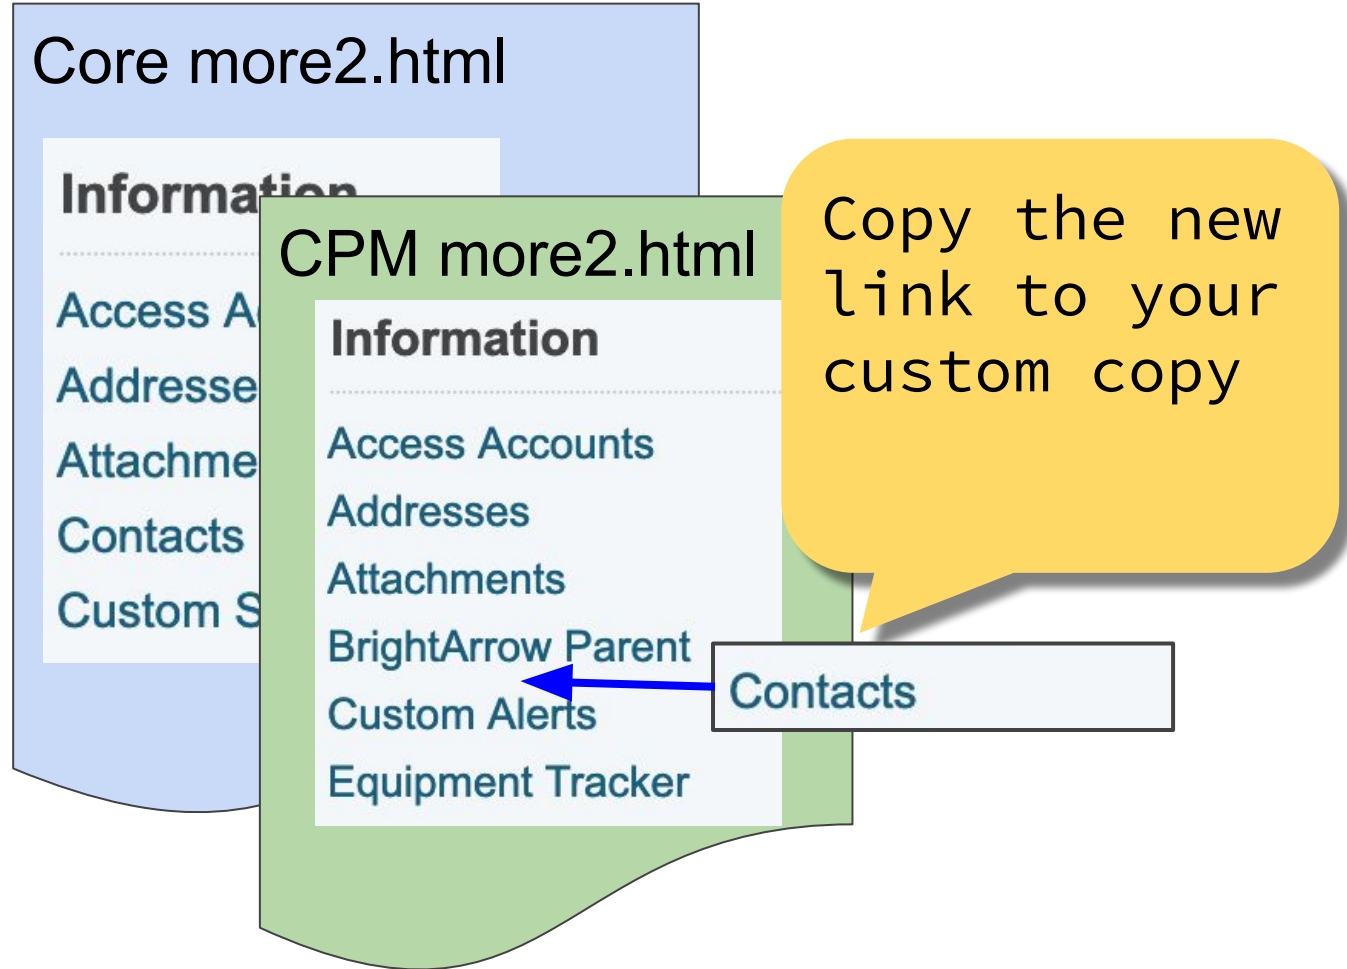 Core more2.html
Information
Access A
Addresse
Attachme
Contacts
Custom S
CPM more2.html
Information
Access Accounts
Addresses
Attachments
BrightArrow Parent
Custom Alerts
Equipment Tracker
Copy the new
link to your
custom copy
Contacts